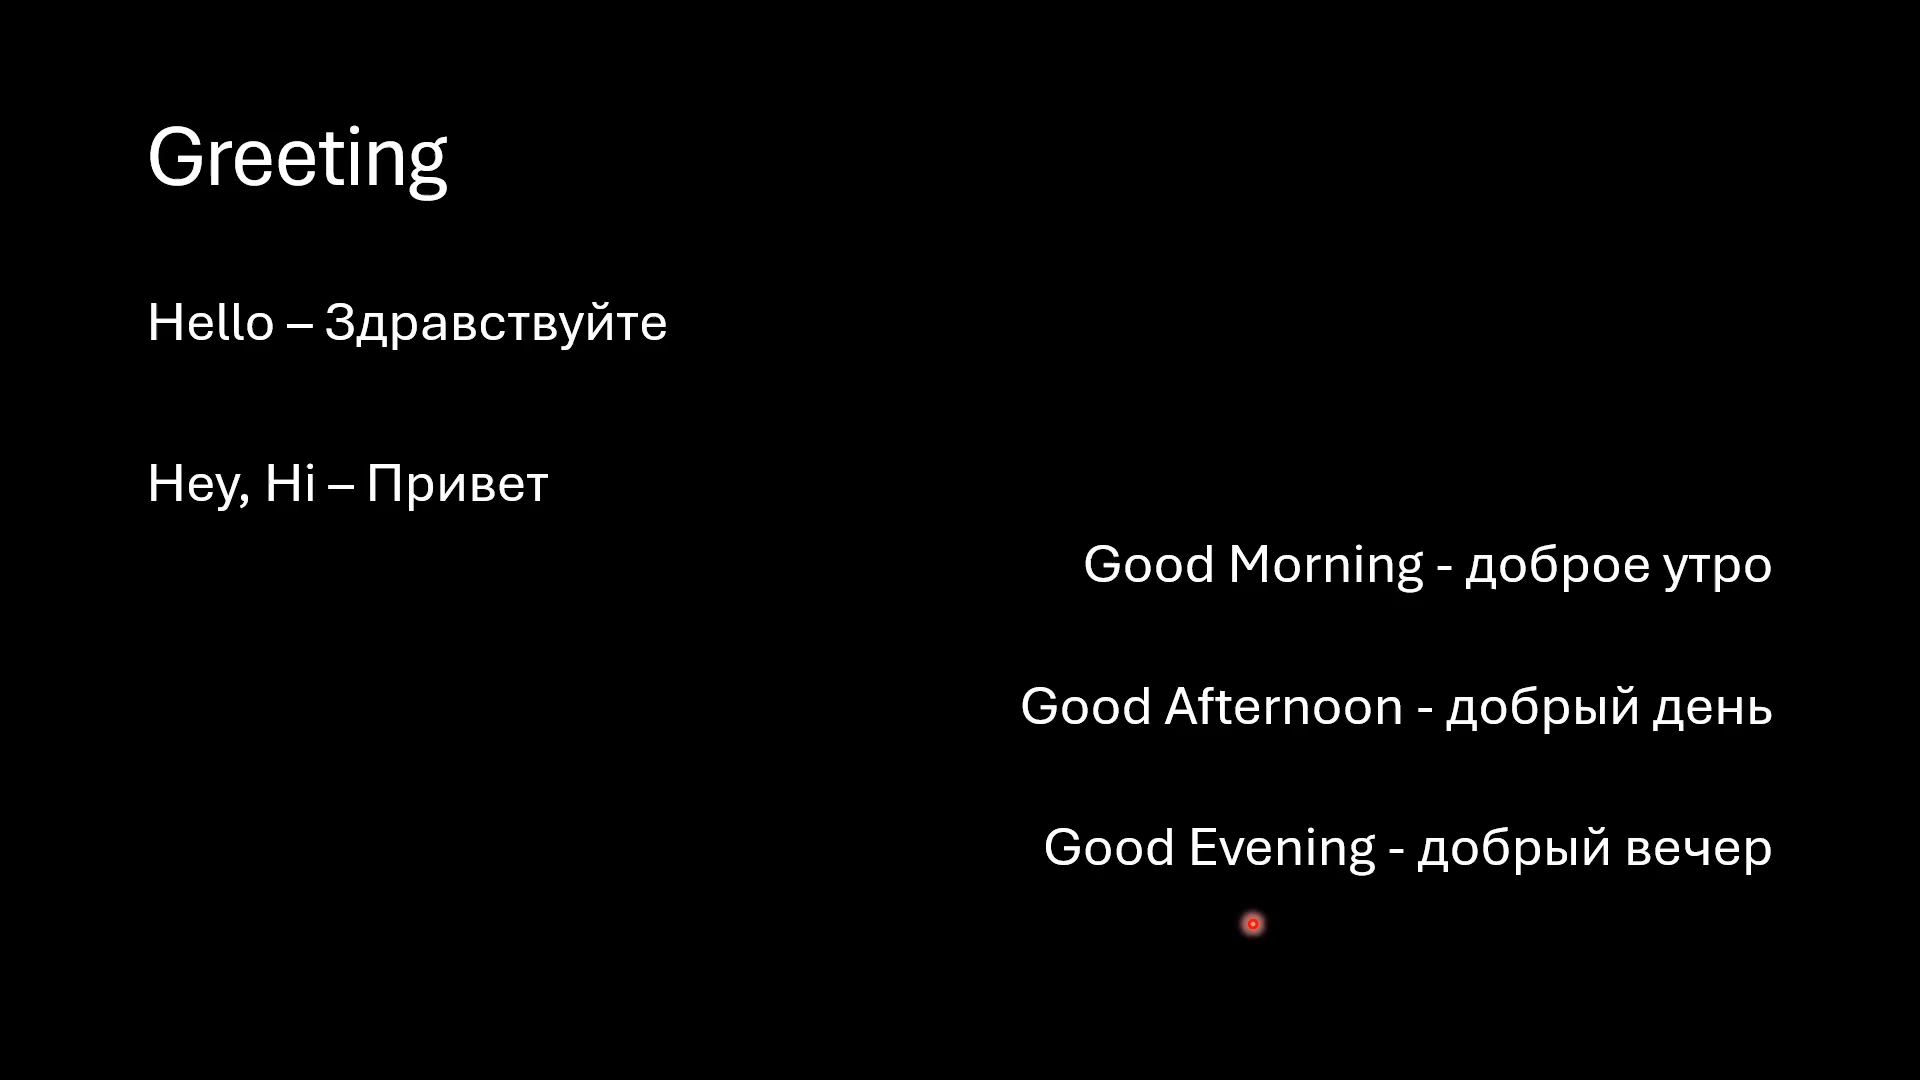 Greeting
Hello – Здравствуйте
Hey, Hi – Привет
Good Morning - доброе утро
Good Afternoon - добрый день
Good Evening - добрый вечер